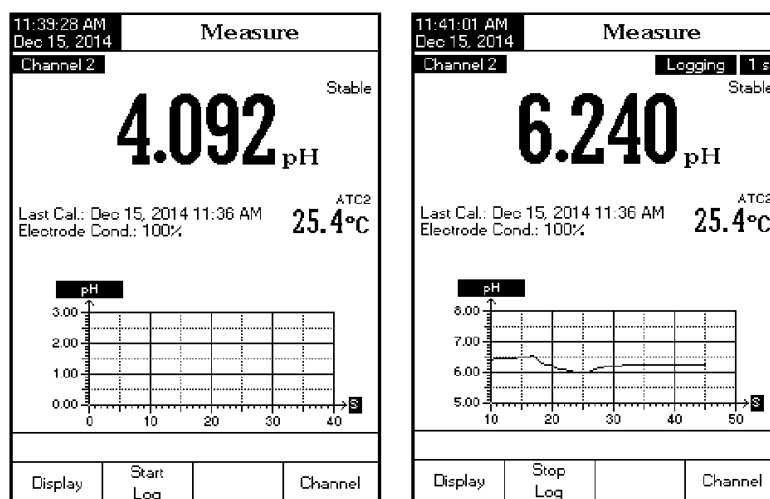 11:39:28 AM
Dec 15, 2014
Measure
Channel 2
Stable
4.092 pH
ATC2
Last Cal.: Dec 15, 2014 11:36 AM
25.4°C
Electrode Cond.: 100%
pH
3.00
2.00
1.00
0.00
0 10 20 30 40
S
Display
Start
Log
Channel
11:41:01 AM
Dec 15, 2014
Measure
Channel 2
Logging 1 s
Stable
6.240 pH
ATC2
Last Cal.: Dec 15, 2014 11:36 AM
25.4°C
Electrode Cond.: 100%
pH
8.00
7.00
6.00
5.00
10 20 30 40 50
S
Display
Stop
Log
Channel